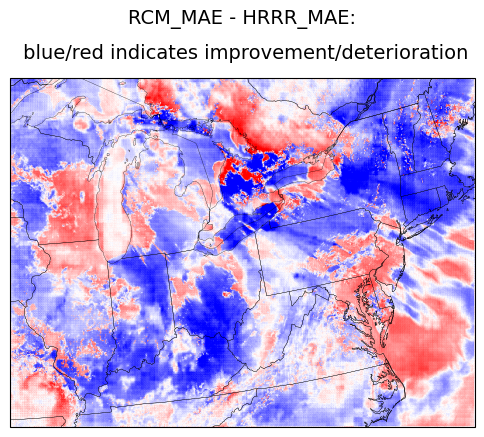 RCM_MAE - HRRR_MAE:
blue/red indicates improvement/deterioration